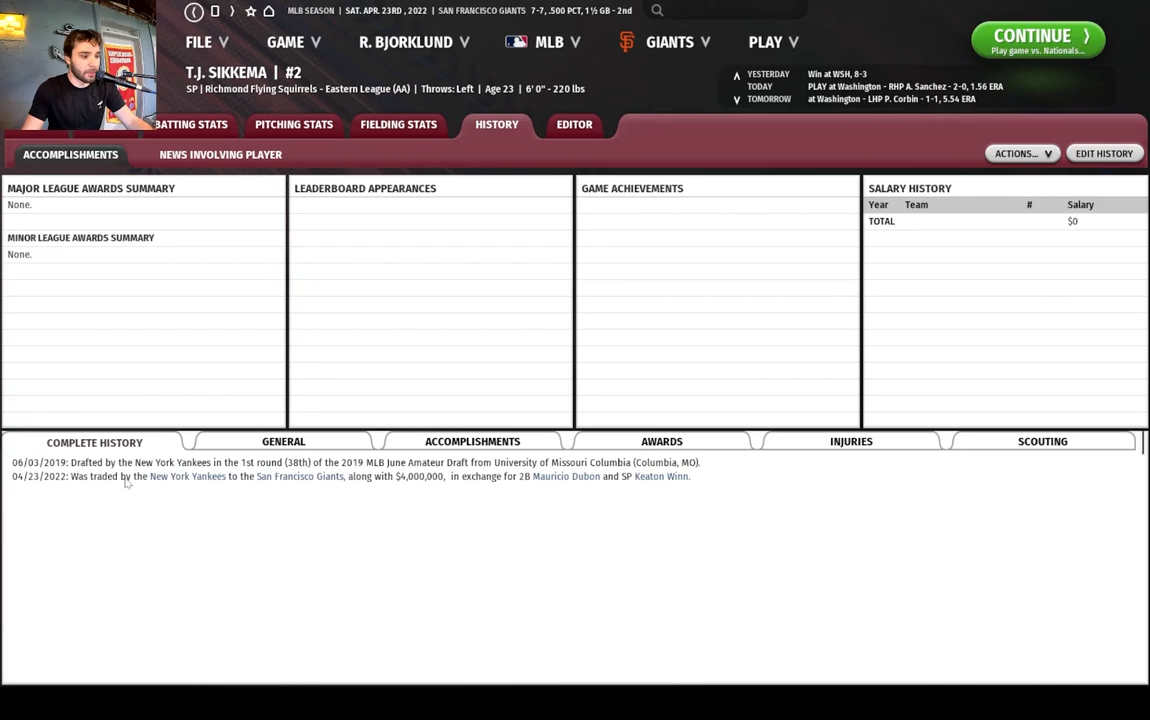 MLB SEASON | SAT. APR. 23RD , 2022 | SAN FRANCISCO GIANTS 7-7, .500 PCT, 1½ GB - 2nd
FILE GAME R. BJORKLUND MLB GIANTS PLAY
CONTINUE
Play game vs. Nationals...
T.J. SIKKEMA | #2
SP | Richmond Flying Squirrels - Eastern League (AA) | Throws: Left | Age 23 | 6' 0" - 220 lbs
YESTERDAY Win at WSH, 8-3
TODAY PLAY at Washington - RHP A. Sanchez - 2-0, 1.56 ERA
TOMORROW at Washington - LHP P. Corbin - 1-1, 5.54 ERA
BATTING STATS PITCHING STATS FIELDING STATS HISTORY EDITOR
ACCOMPLISHMENTS NEWS INVOLVING PLAYER ACTIONS... EDIT HISTORY
MAJOR LEAGUE AWARDS SUMMARY
None.
MINOR LEAGUE AWARDS SUMMARY
None.
LEADERBOARD APPEARANCES
GAME ACHIEVEMENTS
SALARY HISTORY
Year Team # Salary
TOTAL $0
COMPLETE HISTORY GENERAL ACCOMPLISHMENTS AWARDS INJURIES SCOUTING
06/03/2019: Drafted by the New York Yankees in the 1st round (38th) of the 2019 MLB June Amateur Draft from University of Missouri Columbia (Columbia, MO).
04/23/2022: Was traded by the New York Yankees to the San Francisco Giants, along with $4,000,000, in exchange for 2B Mauricio Dubon and SP Keaton Winn.